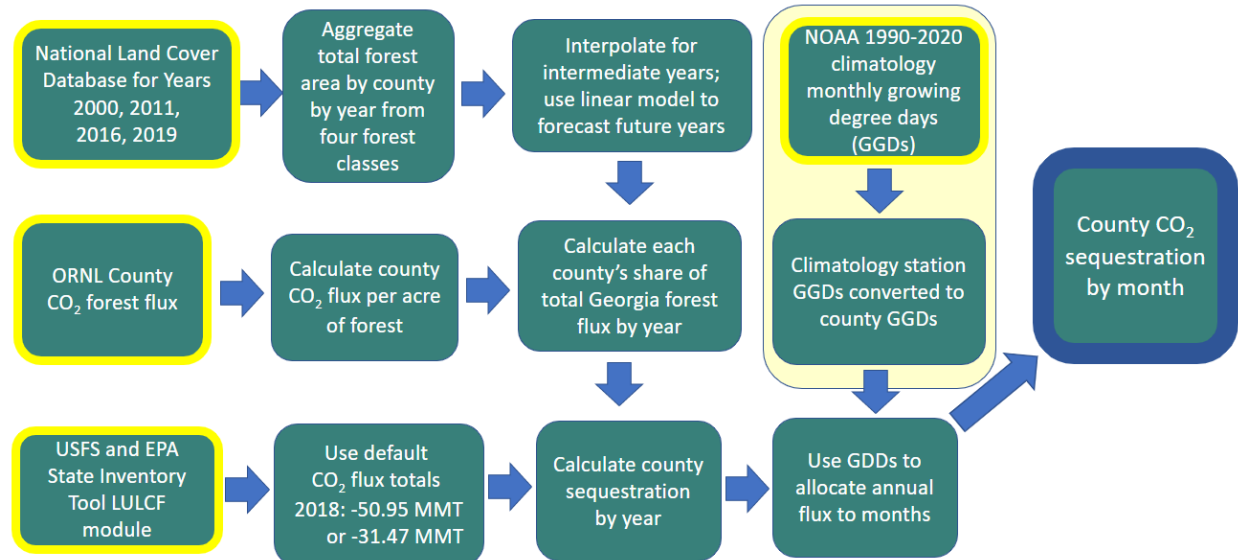 National Land Cover
Database for Years
2000, 2011,
2016, 2019
Aggregate
total forest
area by county
by year from
four forest
classes
Interpolate for
intermediate years;
use linear model to
forecast future years
NOAA 1990-2020
climatology
monthly growing
degree days
(GGDs)
ORNL County
CO₂ forest flux
Calculate county
CO₂ flux per acre
of forest
Calculate each
county’s share of
total Georgia forest
flux by year
Climatology station
GGDs converted to
county GGDs
County CO₂
sequestration
by month
USFS and EPA
State Inventory
Tool LULCF
module
Use default
CO₂ flux totals
2018: -50.95 MMT
or -31.47 MMT
Calculate county
sequestration
by year
Use GDDs to
allocate annual
flux to months